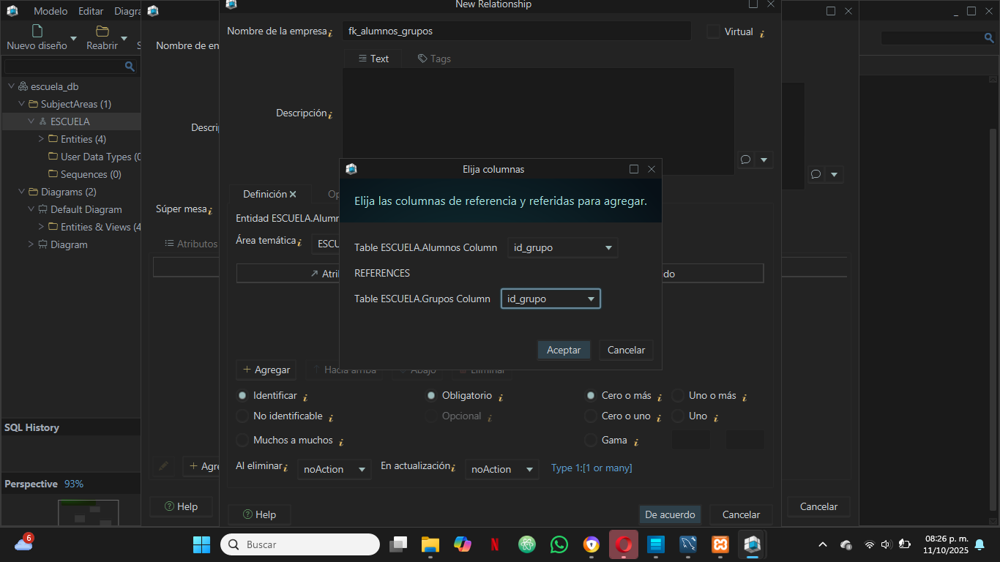 New Relationship
Modelo Editar Diagra
Nuevo diseño Reabrir S
Nombre de en
Nombre de la empresa fk_alumnos_grupos Virtual
Text Tags
Descripción
Descrip
escuela_db
SubjectAreas (1)
ESCUELA
Entities (4)
User Data Types (0
Sequences (0)
Diagrams (2)
Default Diagram
Entities & Views (4
Diagram
Súper mesa
Atributos
Definición Op
Entidad ESCUELA.Alumn
Área temática ESCU
Atri do
Elija columnas
Elija las columnas de referencia y referidas para agregar.
Table ESCUELA.Alumnos Column id_grupo
REFERENCES
Table ESCUELA.Grupos Column id_grupo
Aceptar Cancelar
Agregar Hacia arriba Abajo Eliminar
Identificar Obligatorio Cero o más Uno o más
No identificable Opcional Cero o uno Uno
Muchos a muchos Gama
Al eliminar noAction En actualización noAction Type 1:[1 or many]
Agre
SQL History
Perspective 93%
Help
Help De acuerdo Cancelar
Cancelar
6
Buscar
08:26 p. m.
11/10/2025